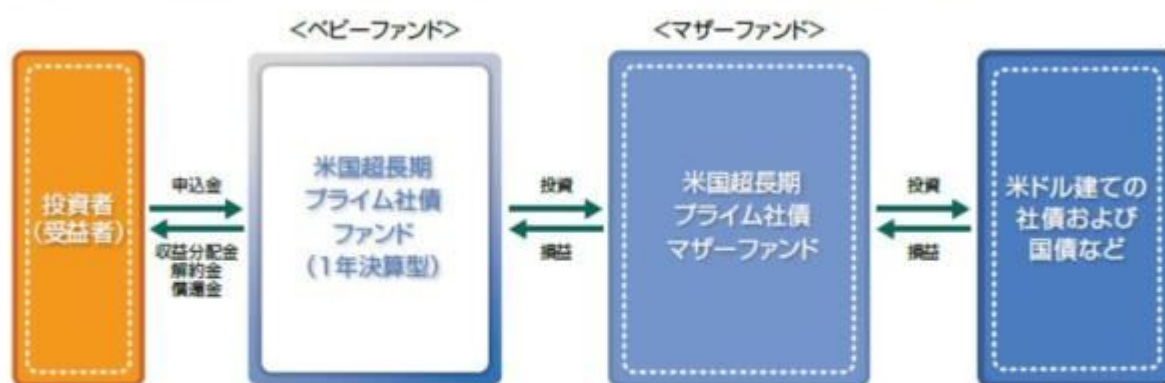 <ベビーファンド>
<マザーファンド>
投資者
(受益者)
申込金
収益分配金
解約金
償還金
米国超長期
プライム社債
ファンド
(1年決算型)
投資
損益
米国超長期
プライム社債
マザーファンド
投資
損益
米ドル建ての
社債および
国債など